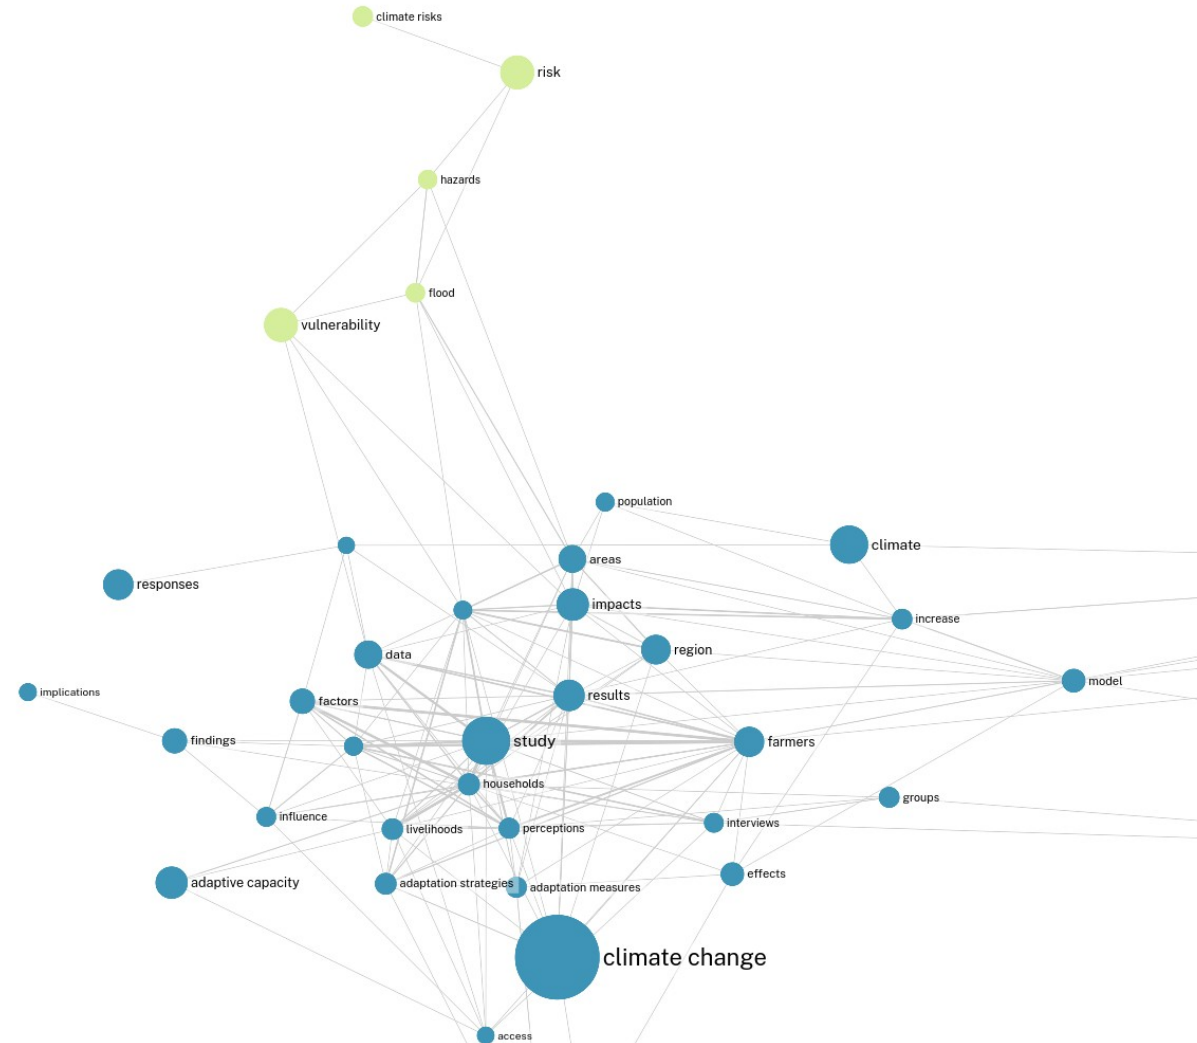 climate risks
risk
hazards
flood
vulnerability
population
climate
areas
responses
impacts
increase
region
data
model
implications
results
factors
findings
study
farmers
households
groups
influence
interviews
livelihoods
perceptions
effects
adaptive capacity
adaptation strategies
adaptation measures
climate change
access